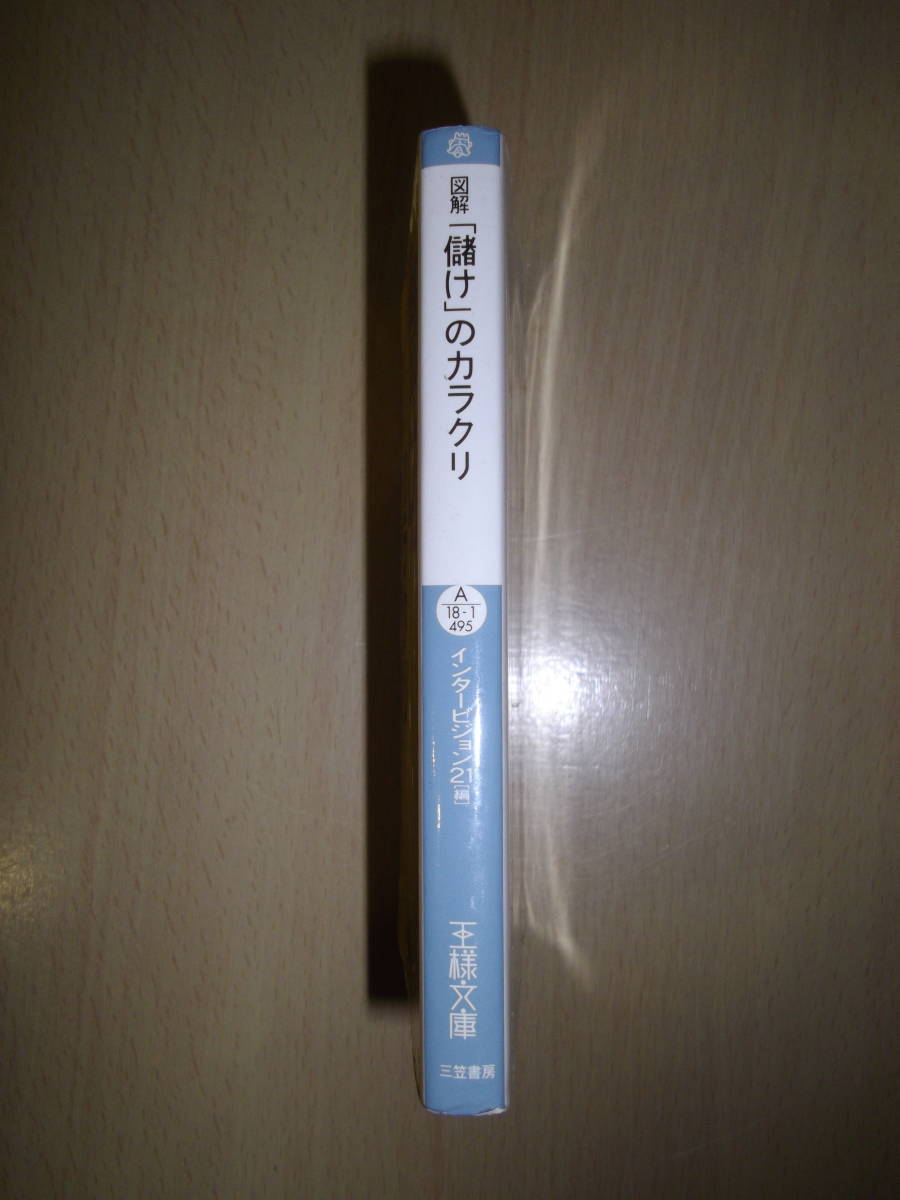 図解「儲け」のカラクリ
A
18-1
495
インタービジョン21[編]
王様文庫
三笠書房